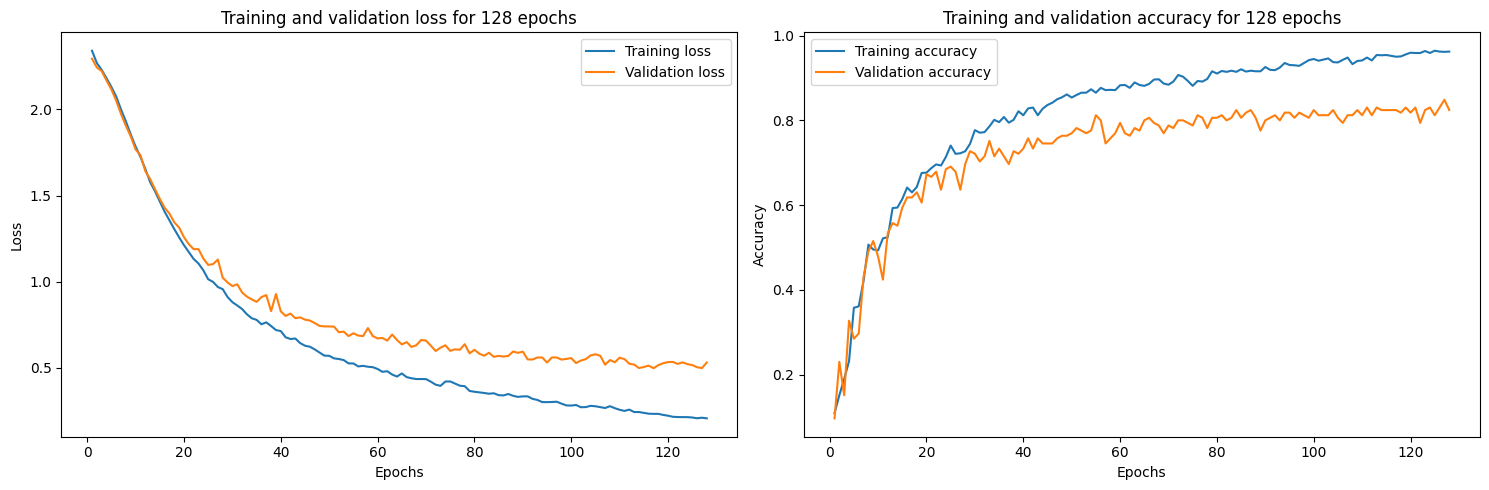 Training and validation loss for 128 epochs
Training loss
Validation loss
2.0
1.5
1.0
0.5
Loss
0 20 40 60 80 100 120
Epochs
Training and validation accuracy for 128 epochs
Training accuracy
Validation accuracy
1.0
0.8
0.6
0.4
0.2
Accuracy
0 20 40 60 80 100 120
Epochs